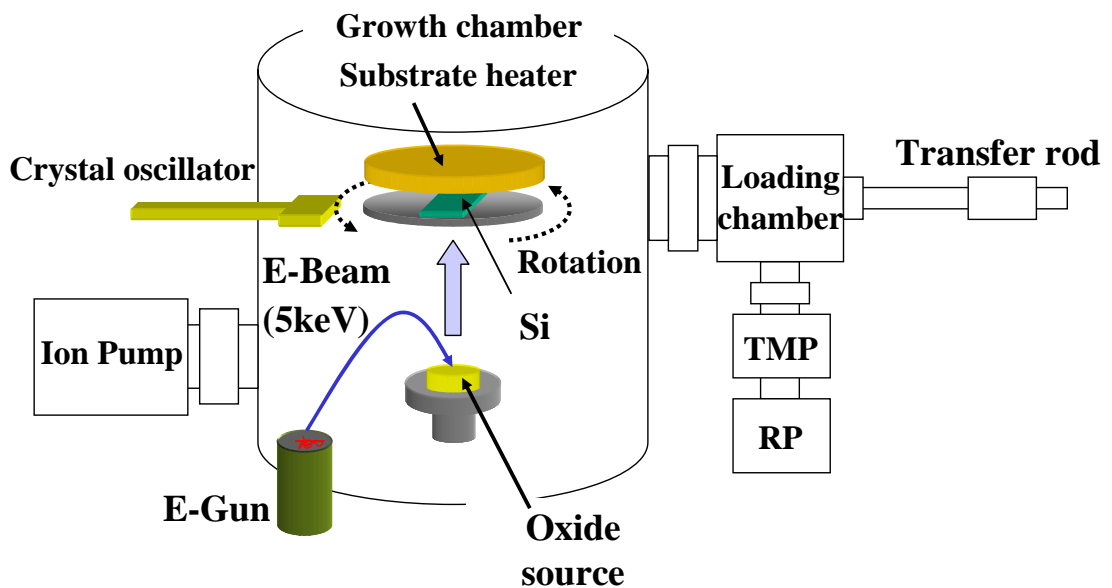 Growth chamber
Substrate heater
Crystal oscillator
Transfer rod
Loading
chamber
E-Beam
(5keV)
Rotation
Si
Ion Pump
TMP
RP
E-Gun
Oxide
source